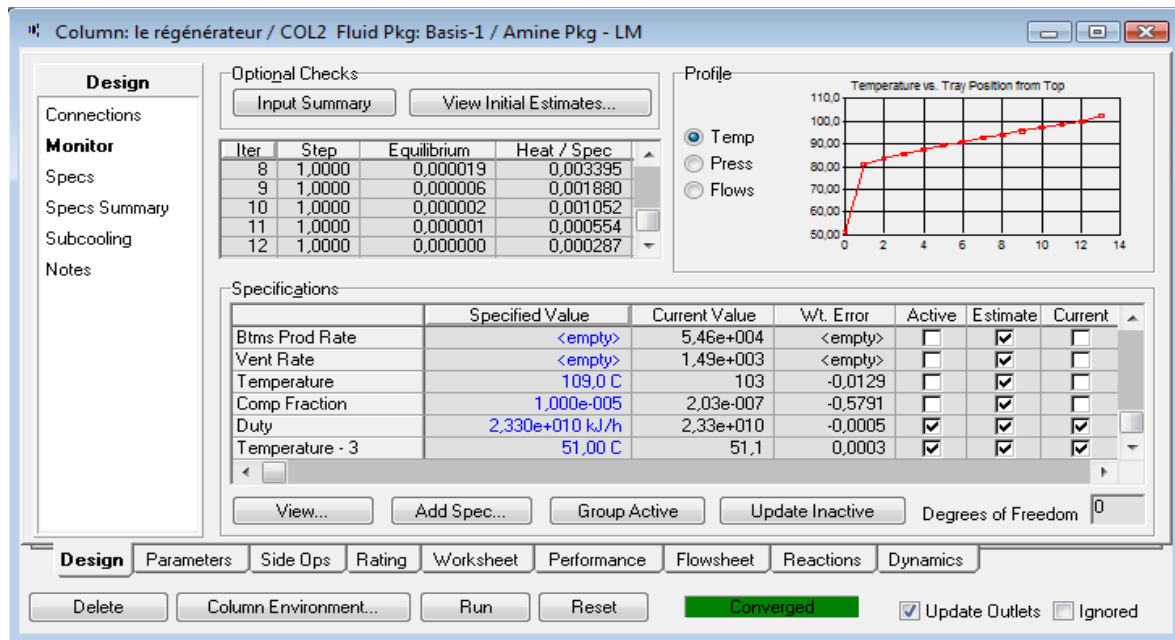 Column: le régénérateur / COL2 Fluid Pkg: Basis-1 / Amine Pkg - LM
Design
Connections
Monitor
Specs
Specs Summary
Subcooling
Notes
Optional Checks
Input Summary
View Initial Estimates...
Iter Step Equilibrium Heat / Spec
8 1,0000 0,000019 0,003395
9 1,0000 0,000006 0,001880
10 1,0000 0,000002 0,001052
11 1,0000 0,000001 0,000554
12 1,0000 0,000000 0,000287
Profile
Temp
Press
Flows
Temperature vs. Tray Position from Top
110,0
100,0
90,00
80,00
70,00
60,00
50,00
0 2 4 6 8 10 12 14
Specifications
Specified Value Current Value Wt. Error Active Estimate Current
Btms Prod Rate <empty> 5,46e+004 <empty>
Vent Rate <empty> 1,49e+003 <empty>
Temperature 109,0 C 103 -0,0129
Comp Fraction 1,000e-005 2,03e-007 -0,5791
Duty 2,330e+010 kJ/h 2,33e+010 -0,0005
Temperature - 3 51,00 C 51,1 0,0003
View... Add Spec... Group Active Update Inactive Degrees of Freedom 0
Design Parameters Side Ops Rating Worksheet Performance Flowsheet Reactions Dynamics
Delete Column Environment... Run Reset Converged Update Outlets Ignored